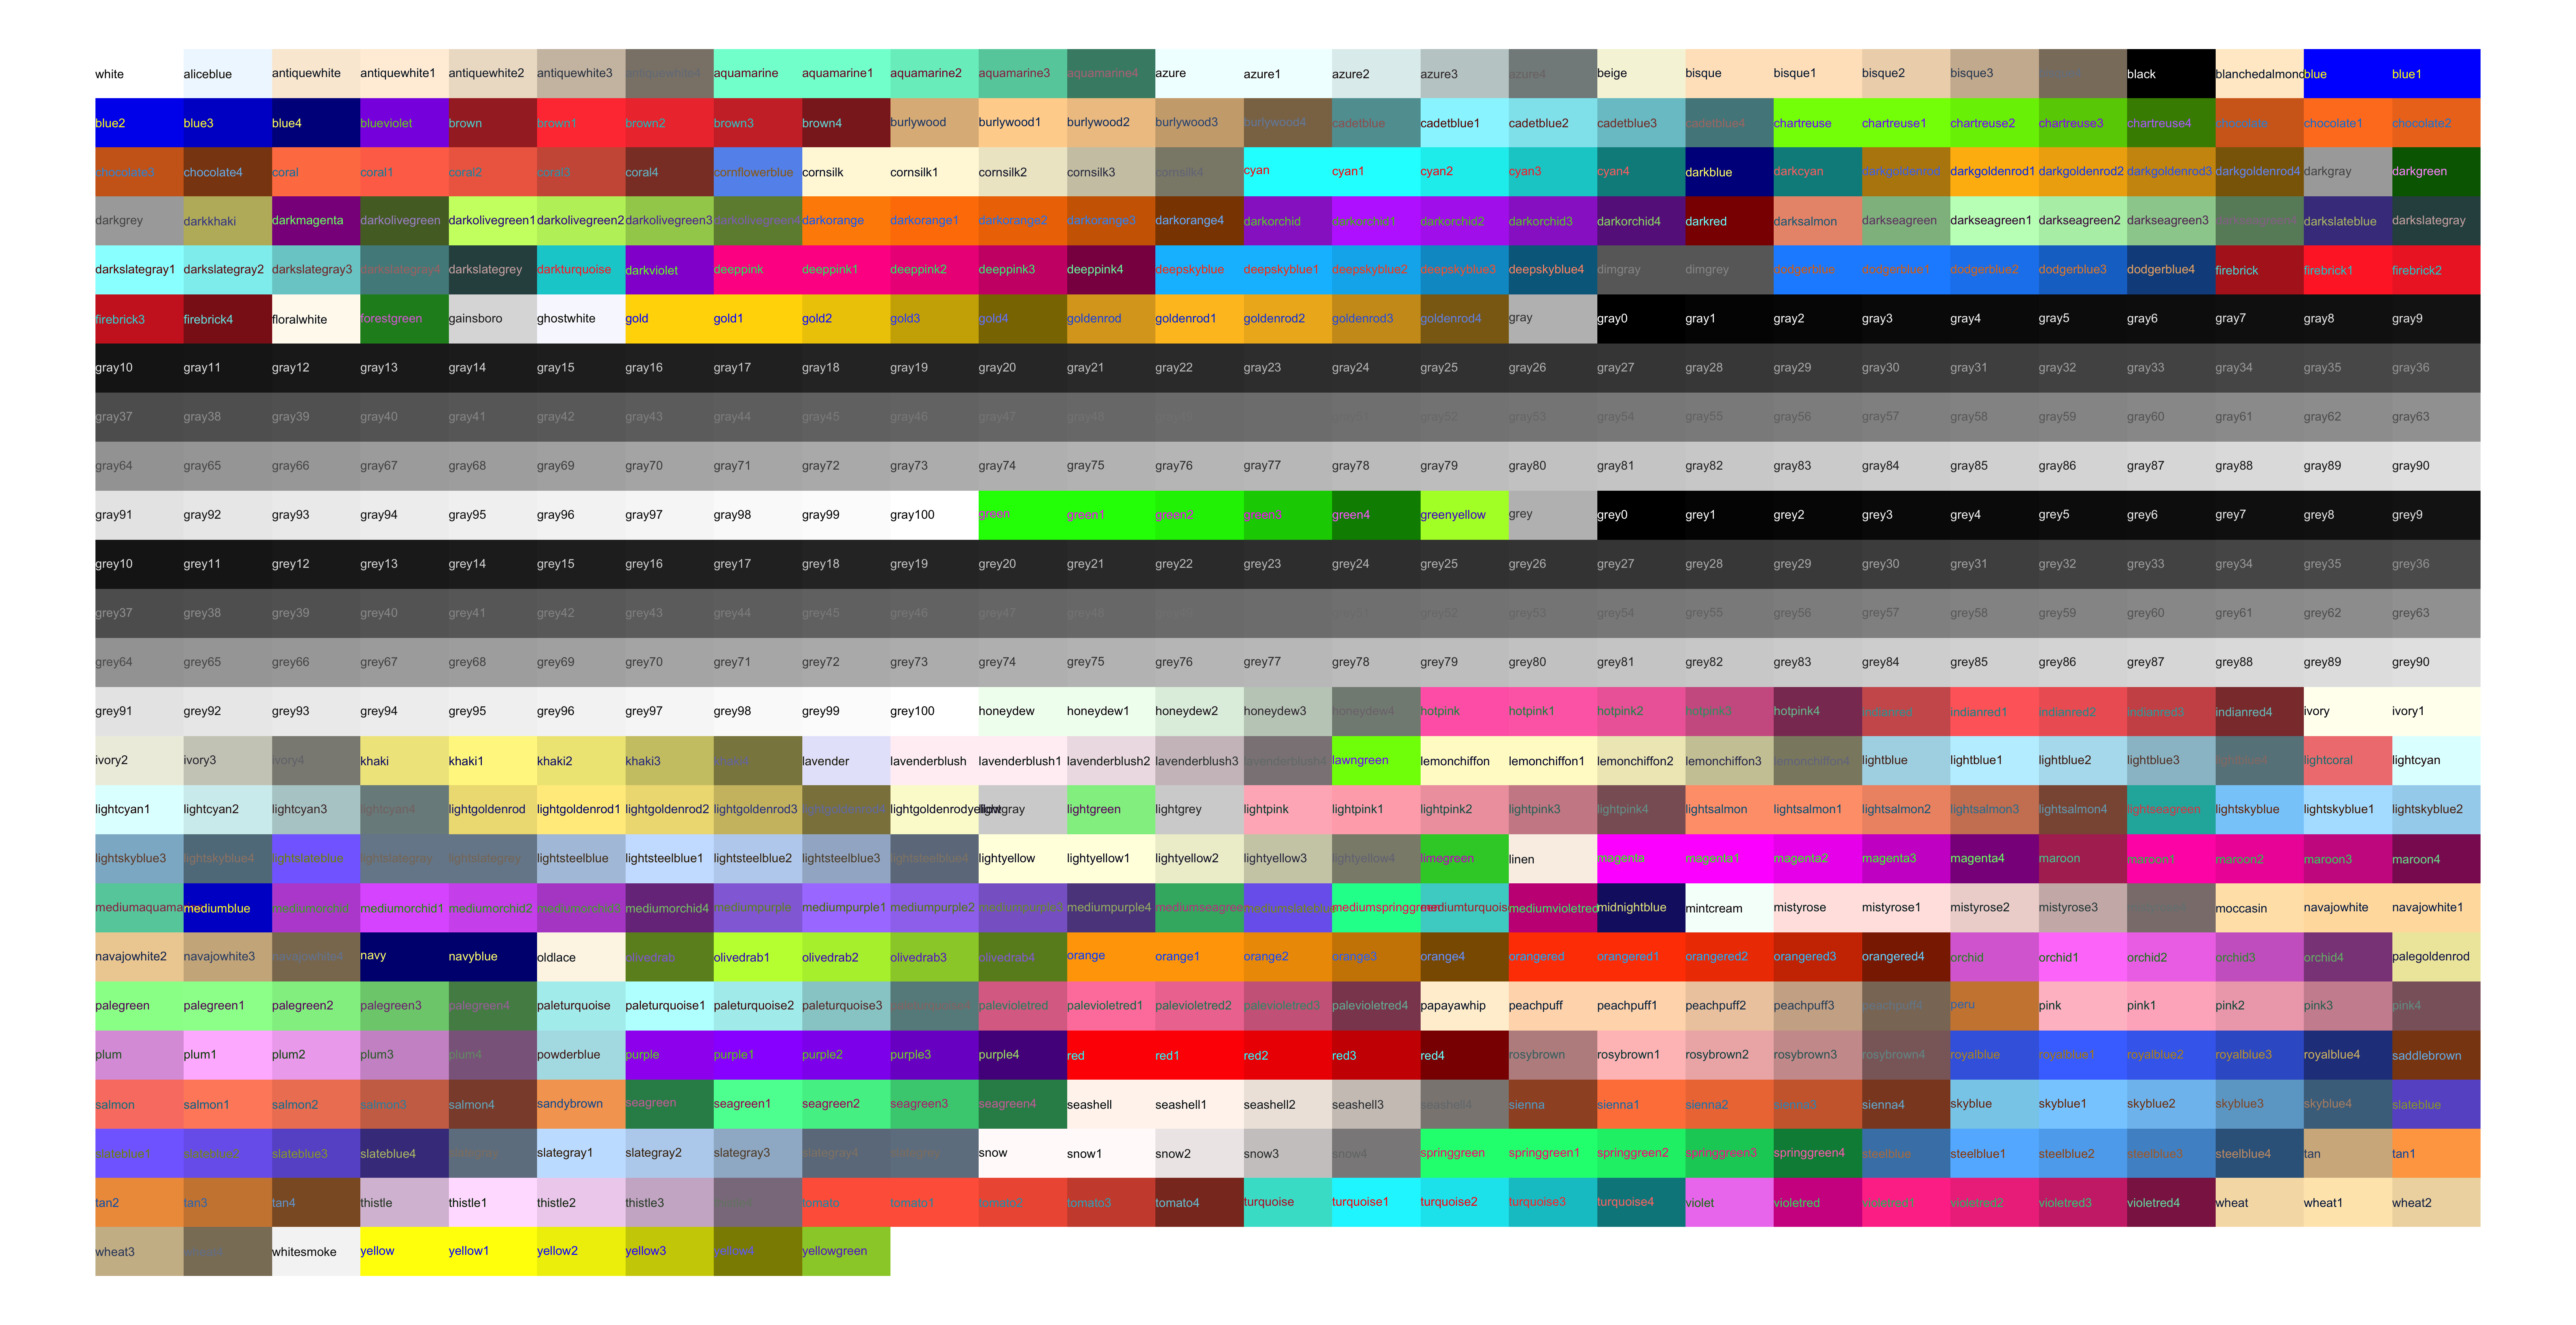 white aliceblue antiquewhite antiquewhite1 antiquewhite2 antiquewhite3 antiquewhite4 aquamarine aquamarine1 aquamarine2 aquamarine3 aquamarine4 azure azure1 azure2 azure3 azure4 beige bisque bisque1 bisque2 bisque3 black blanchedalmond blue blue1
blue2 blue3 blue4 blueviolet brown brown1 brown2 brown3 brown4 burlywood burlywood1 burlywood2 burlywood3 burlywood4 cadetblue cadetblue1 cadetblue2 cadetblue3 cadetblue4 chartreuse chartreuse1 chartreuse2 chartreuse3 chartreuse4 chocolate chocolate1 chocolate2
chocolate3 chocolate4 coral coral1 coral2 coral3 coral4 cornflowerblue cornsilk cornsilk1 cornsilk2 cornsilk3 cornsilk4 cyan cyan1 cyan2 cyan3 cyan4 darkblue darkcyan darkgoldenrod darkgoldenrod1 darkgoldenrod2 darkgoldenrod3 darkgoldenrod4 darkgray darkgreen
darkgrey darkkhaki darkmagenta darkolivegreen darkolivegreen1 darkolivegreen2 darkolivegreen3 darkolivegreen4 darkorange darkorange1 darkorange2 darkorange3 darkorange4 darkorchid darkorchid1 darkorchid2 darkorchid3 darkorchid4 darkred darksalmon darkseagreen darkseagreen1 darkseagreen2 darkseagreen3 darkslateblue darkslategray
darkslategray1 darkslategray2 darkslategray3 darkslategray4 darkslategrey darkturquoise darkviolet deeppink deeppink1 deeppink2 deeppink3 deeppink4 deepskyblue deepskyblue1 deepskyblue2 deepskyblue3 deepskyblue4 dimgray dimgrey dodgerblue dodgerblue1 dodgerblue2 dodgerblue3 dodgerblue4 firebrick firebrick1 firebrick2
firebrick3 firebrick4 floralwhite forestgreen gainsboro ghostwhite gold gold1 gold2 gold3 gold4 goldenrod goldenrod1 goldenrod2 goldenrod3 goldenrod4 gray gray0 gray1 gray2 gray3 gray4 gray5 gray6 gray7 gray8 gray9
gray10 gray11 gray12 gray13 gray14 gray15 gray16 gray17 gray18 gray19 gray20 gray21 gray22 gray23 gray24 gray25 gray26 gray27 gray28 gray29 gray30 gray31 gray32 gray33 gray34 gray35 gray36
gray37 gray38 gray39 gray40 gray41 gray42 gray43 gray44 gray45 gray46 gray47 gray48 gray52 gray53 gray54 gray55 gray56 gray57 gray58 gray59 gray60 gray61 gray62 gray63
gray64 gray65 gray66 gray67 gray68 gray69 gray70 gray71 gray72 gray73 gray74 gray75 gray76 gray77 gray78 gray79 gray80 gray81 gray82 gray83 gray84 gray85 gray86 gray87 gray88 gray89 gray90
gray91 gray92 gray93 gray94 gray95 gray96 gray97 gray98 gray99 gray100 green green1 green2 green3 green4 greenyellow grey grey0 grey1 grey2 grey3 grey4 grey5 grey6 grey7 grey8 grey9
grey10 grey11 grey12 grey13 grey14 grey15 grey16 grey17 grey18 grey19 grey20 grey21 grey22 grey23 grey24 grey25 grey26 grey27 grey28 grey29 grey30 grey31 grey32 grey33 grey34 grey35 grey36
grey37 grey38 grey39 grey40 grey41 grey42 grey43 grey44 grey45 grey46 grey47 grey48 grey52 grey53 grey54 grey55 grey56 grey57 grey58 grey59 grey60 grey61 grey62 grey63
grey64 grey65 grey66 grey67 grey68 grey69 grey70 grey71 grey72 grey73 grey74 grey75 grey76 grey77 grey78 grey79 grey80 grey81 grey82 grey83 grey84 grey85 grey86 grey87 grey88 grey89 grey90
grey91 grey92 grey93 grey94 grey95 grey96 grey97 grey98 grey99 grey100 honeydew honeydew1 honeydew2 honeydew3 honeydew4 hotpink hotpink1 hotpink2 hotpink3 hotpink4 indianred indianred1 indianred2 indianred3 indianred4 ivory ivory1
ivory2 ivory3 ivory4 khaki khaki1 khaki2 khaki3 khaki4 lavender lavenderblush lavenderblush1 lavenderblush2 lavenderblush3 lavenderblush4 lawngreen lemonchiffon lemonchiffon1 lemonchiffon2 lemonchiffon3 lemonchiffon4 lightblue lightblue1 lightblue2 lightblue3 lightcoral lightcyan
lightcyan1 lightcyan2 lightcyan3 lightcyan4 lightgoldenrod lightgoldenrod1 lightgoldenrod2 lightgoldenrod3 lightgoldenrodyellow lightgray lightgreen lightgrey lightpink lightpink1 lightpink2 lightpink3 lightpink4 lightsalmon lightsalmon1 lightsalmon2 lightsalmon3 lightsalmon4 lightseagreen lightskyblue lightskyblue1 lightskyblue2
lightskyblue3 lightskyblue4 lightslateblue lightslategray lightslategrey lightsteelblue lightsteelblue1 lightsteelblue2 lightsteelblue3 lightsteelblue4 lightyellow lightyellow1 lightyellow2 lightyellow3 lightyellow4 limegreen linen magenta magenta1 magenta2 magenta3 magenta4 maroon maroon1 maroon2 maroon3 maroon4
mediumaquama mediumblue mediumorchid mediumorchid1 mediumorchid2 mediumorchid3 mediumorchid4 mediumpurple mediumpurple1 mediumpurple2 mediumpurple3 mediumpurple4 mediumseagreen mediumslateblue mediumspringgreen mediumturquoise mediumvioletred midnightblue mintcream mistyrose mistyrose1 mistyrose2 mistyrose3 moccasin navajowhite navajowhite1
navajowhite2 navajowhite3 navajowhite4 navy navyblue oldlace olivedrab olivedrab1 olivedrab2 olivedrab3 olivedrab4 orange orange1 orange2 orange3 orange4 orangered orangered1 orangered2 orangered3 orangered4 orchid orchid1 orchid2 orchid3 orchid4 palegoldenrod
palegreen palegreen1 palegreen2 palegreen3 palegreen4 paleturquoise paleturquoise1 paleturquoise2 paleturquoise3 palevioletred palevioletred1 palevioletred2 palevioletred3 palevioletred4 papayawhip peachpuff peachpuff1 peachpuff2 peachpuff3 peachpuff4 peru pink pink1 pink2 pink3 pink4
plum plum1 plum2 plum3 plum4 powderblue purple purple1 purple2 purple3 purple4 red red1 red2 red3 red4 rosybrown rosybrown1 rosybrown2 rosybrown3 rosybrown4 royalblue royalblue1 royalblue2 royalblue3 royalblue4 saddlebrown
salmon salmon1 salmon2 salmon3 salmon4 sandybrown seagreen seagreen1 seagreen2 seagreen3 seagreen4 seashell seashell1 seashell2 seashell3 seashell4 sienna sienna1 sienna2 sienna3 sienna4 skyblue skyblue1 skyblue2 skyblue3 skyblue4 slateblue
slateblue1 slateblue2 slateblue3 slateblue4 slategray slategray1 slategray2 slategray3 slategray4 slategrey snow snow1 snow2 snow3 snow4 springgreen springgreen1 springgreen2 springgreen3 springgreen4 steelblue steelblue1 steelblue2 steelblue3 steelblue4 tan tan1
tan2 tan3 tan4 thistle thistle1 thistle2 thistle3 tomato tomato1 tomato2 tomato3 tomato4 turquoise turquoise1 turquoise2 turquoise3 turquoise4 violet violetred violetred1 violetred2 violetred3 violetred4 wheat wheat1 wheat2
wheat3 whitesmoke yellow yellow1 yellow2 yellow3 yellow4 yellowgreen